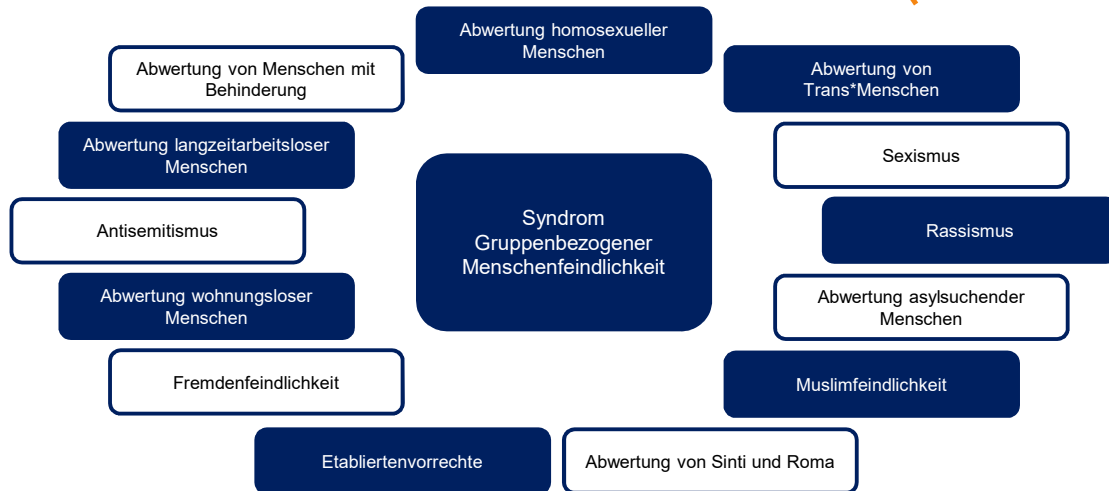 Abwertung homosexueller
Menschen
Abwertung von Menschen mit
Behinderung
Abwertung von
Trans*Menschen
Abwertung langzeitarbeitsloser
Menschen
Sexismus
Antisemitismus
Syndrom
Gruppenbezogener
Menschenfeindlichkeit
Rassismus
Abwertung wohnungsloser
Menschen
Abwertung asylsuchender
Menschen
Fremdenfeindlichkeit
Muslimfeindlichkeit
Etabliertenvorrechte
Abwertung von Sinti und Roma